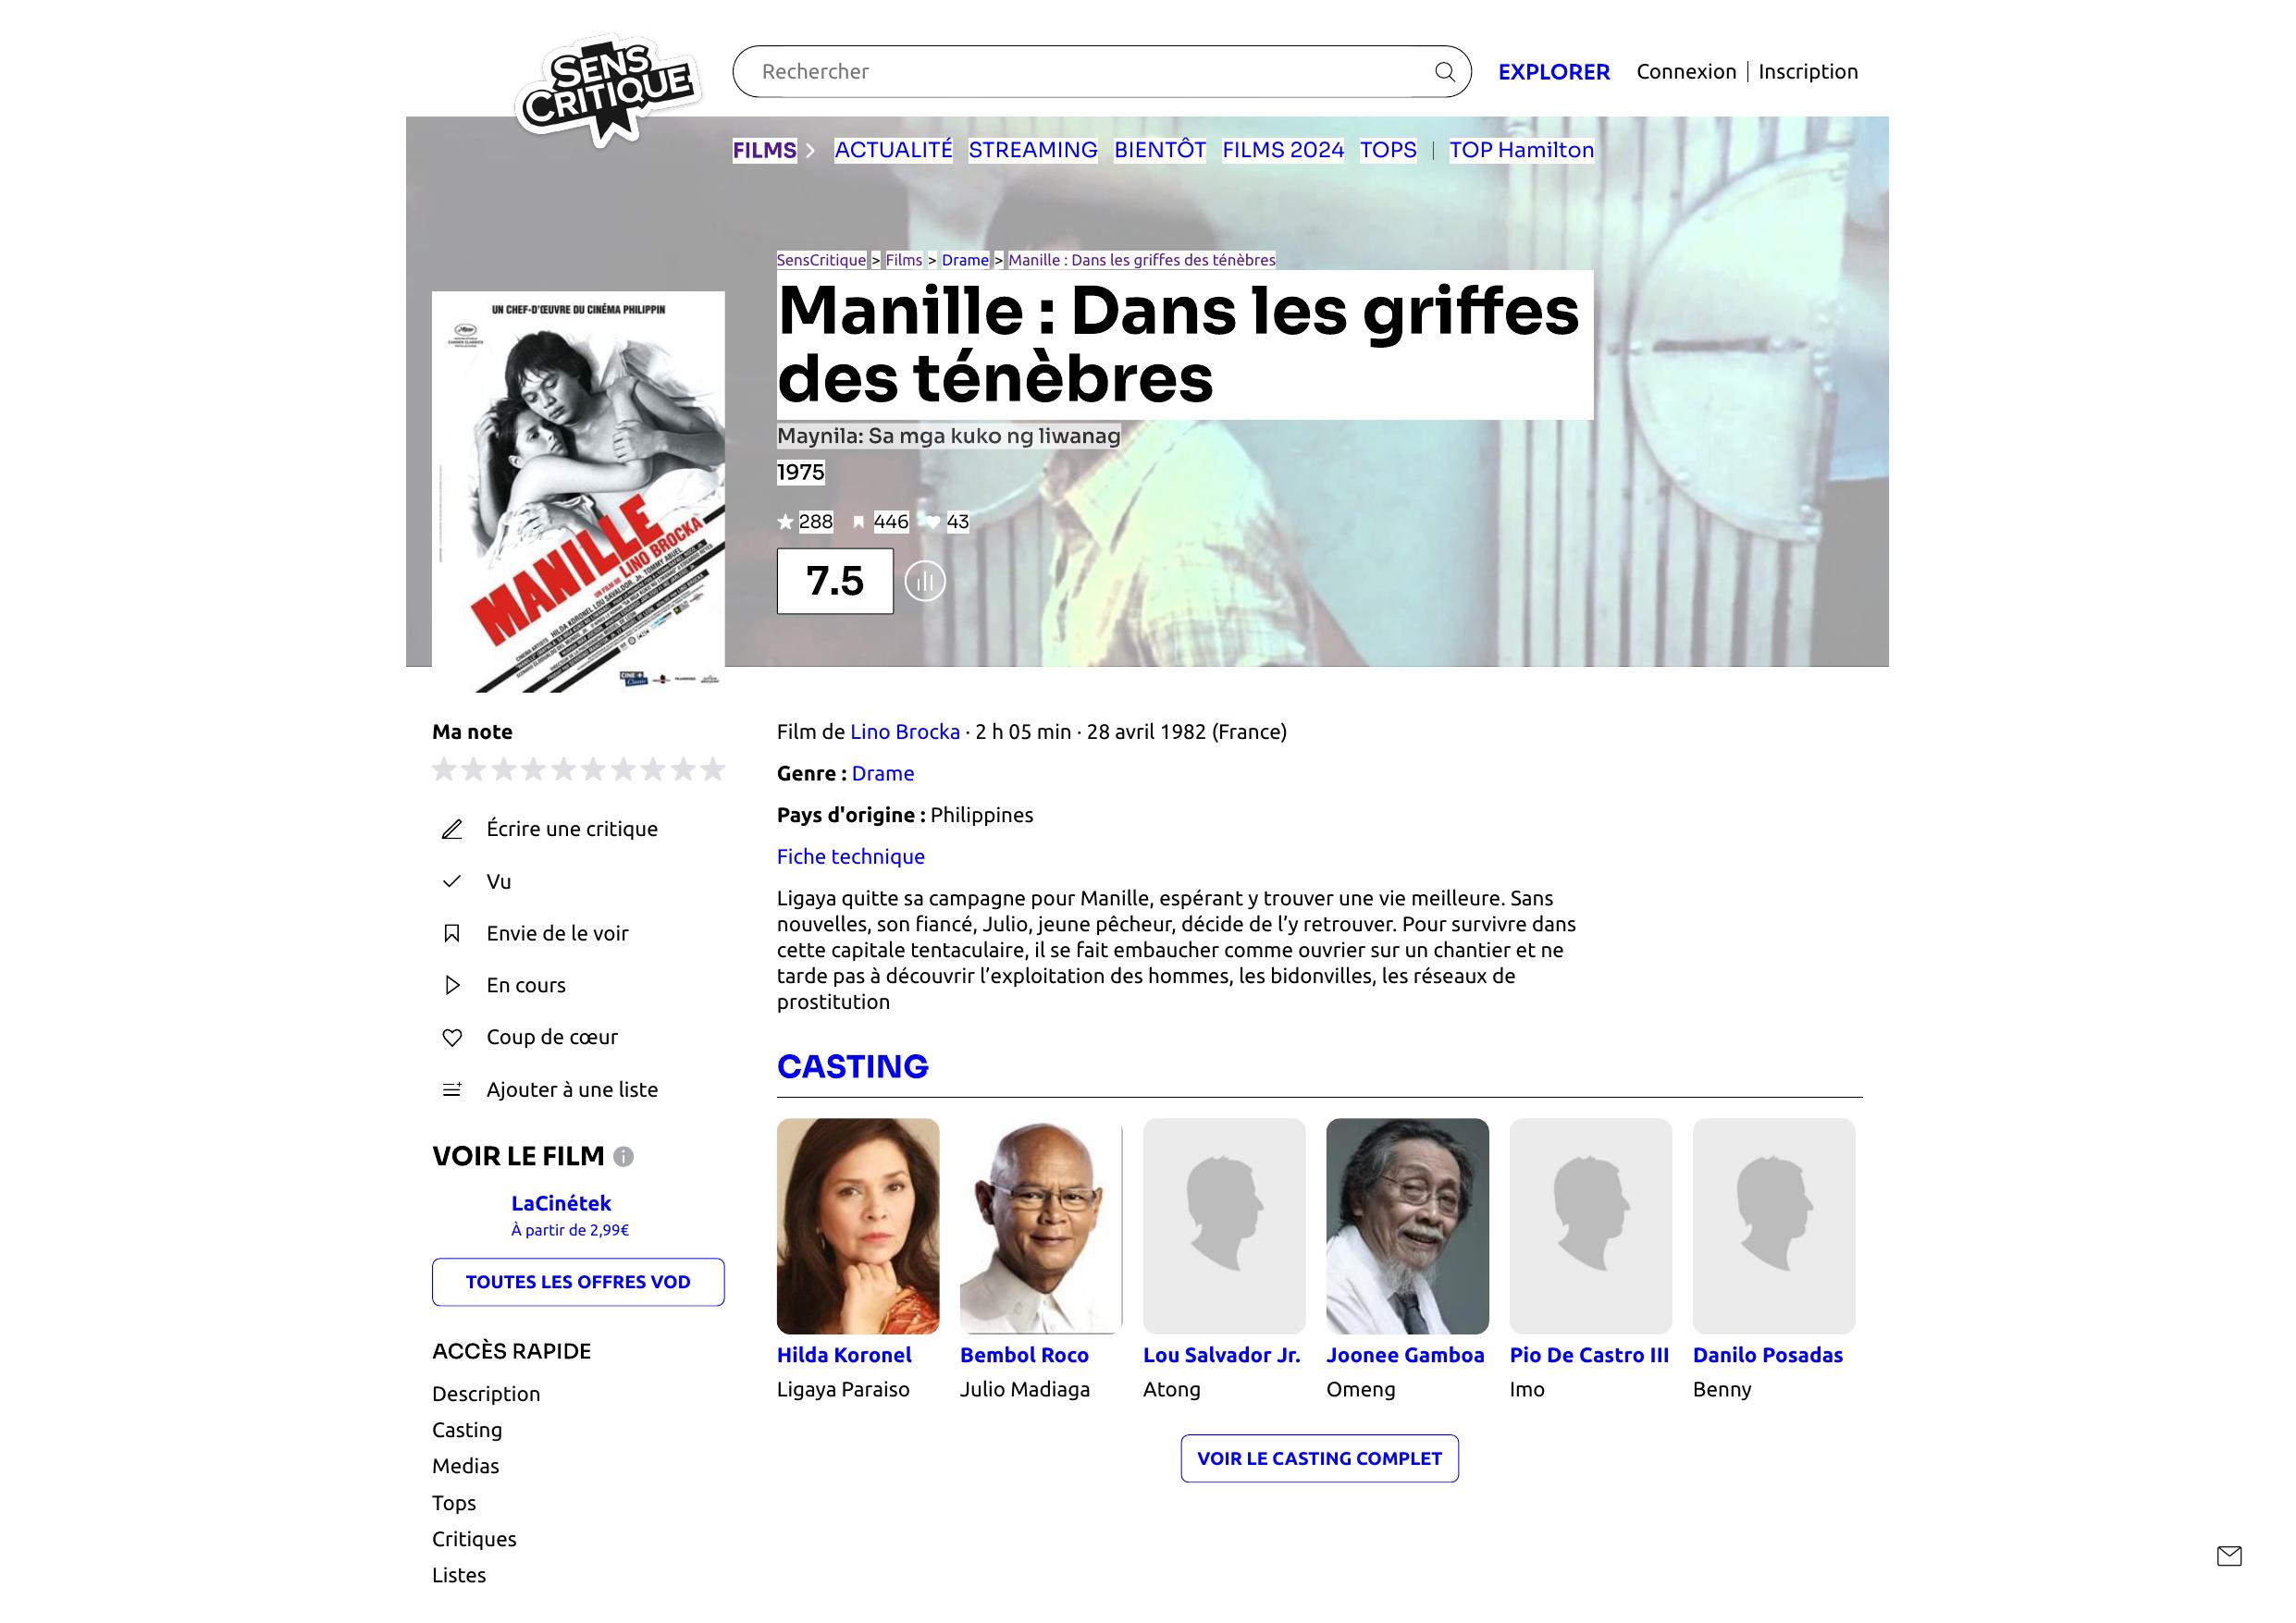 SENS
CRITIQUE
Rechercher
EXPLORER
Connexion | Inscription
FILMS
ACTUALITÉ
STREAMING
BIENTÔT
FILMS 2024
TOPS
|
TOP Hamilton
SensCritique > Films > Drame > Manille : Dans les griffes des ténèbres
Manille : Dans les griffes
des ténèbres
Maynila: Sa mga kuko ng liwanag
1975
288 446 43
7.5
UN CHEF-D'ŒUVRE DU CINÉMA PHILIPPIN
MANILLE
UN FILM DE LINO BROCKA
Ma note
Écrire une critique
Vu
Envie de le voir
En cours
Coup de cœur
Ajouter à une liste
VOIR LE FILM
LaCinétek
À partir de 2,99€
TOUTES LES OFFRES VOD
ACCÈS RAPIDE
Description
Casting
Medias
Tops
Critiques
Listes
Film de Lino Brocka · 2 h 05 min · 28 avril 1982 (France)
Genre : Drame
Pays d'origine : Philippines
Fiche technique
Ligaya quitte sa campagne pour Manille, espérant y trouver une vie meilleure. Sans
nouvelles, son fiancé, Julio, jeune pêcheur, décide de l’y retrouver. Pour survivre dans
cette capitale tentaculaire, il se fait embaucher comme ouvrier sur un chantier et ne
tarde pas à découvrir l’exploitation des hommes, les bidonvilles, les réseaux de
prostitution
CASTING
Hilda Koronel
Ligaya Paraiso
Bembol Roco
Julio Madiaga
Lou Salvador Jr.
Atong
Joonee Gamboa
Omeng
Pio De Castro III
Imo
Danilo Posadas
Benny
VOIR LE CASTING COMPLET